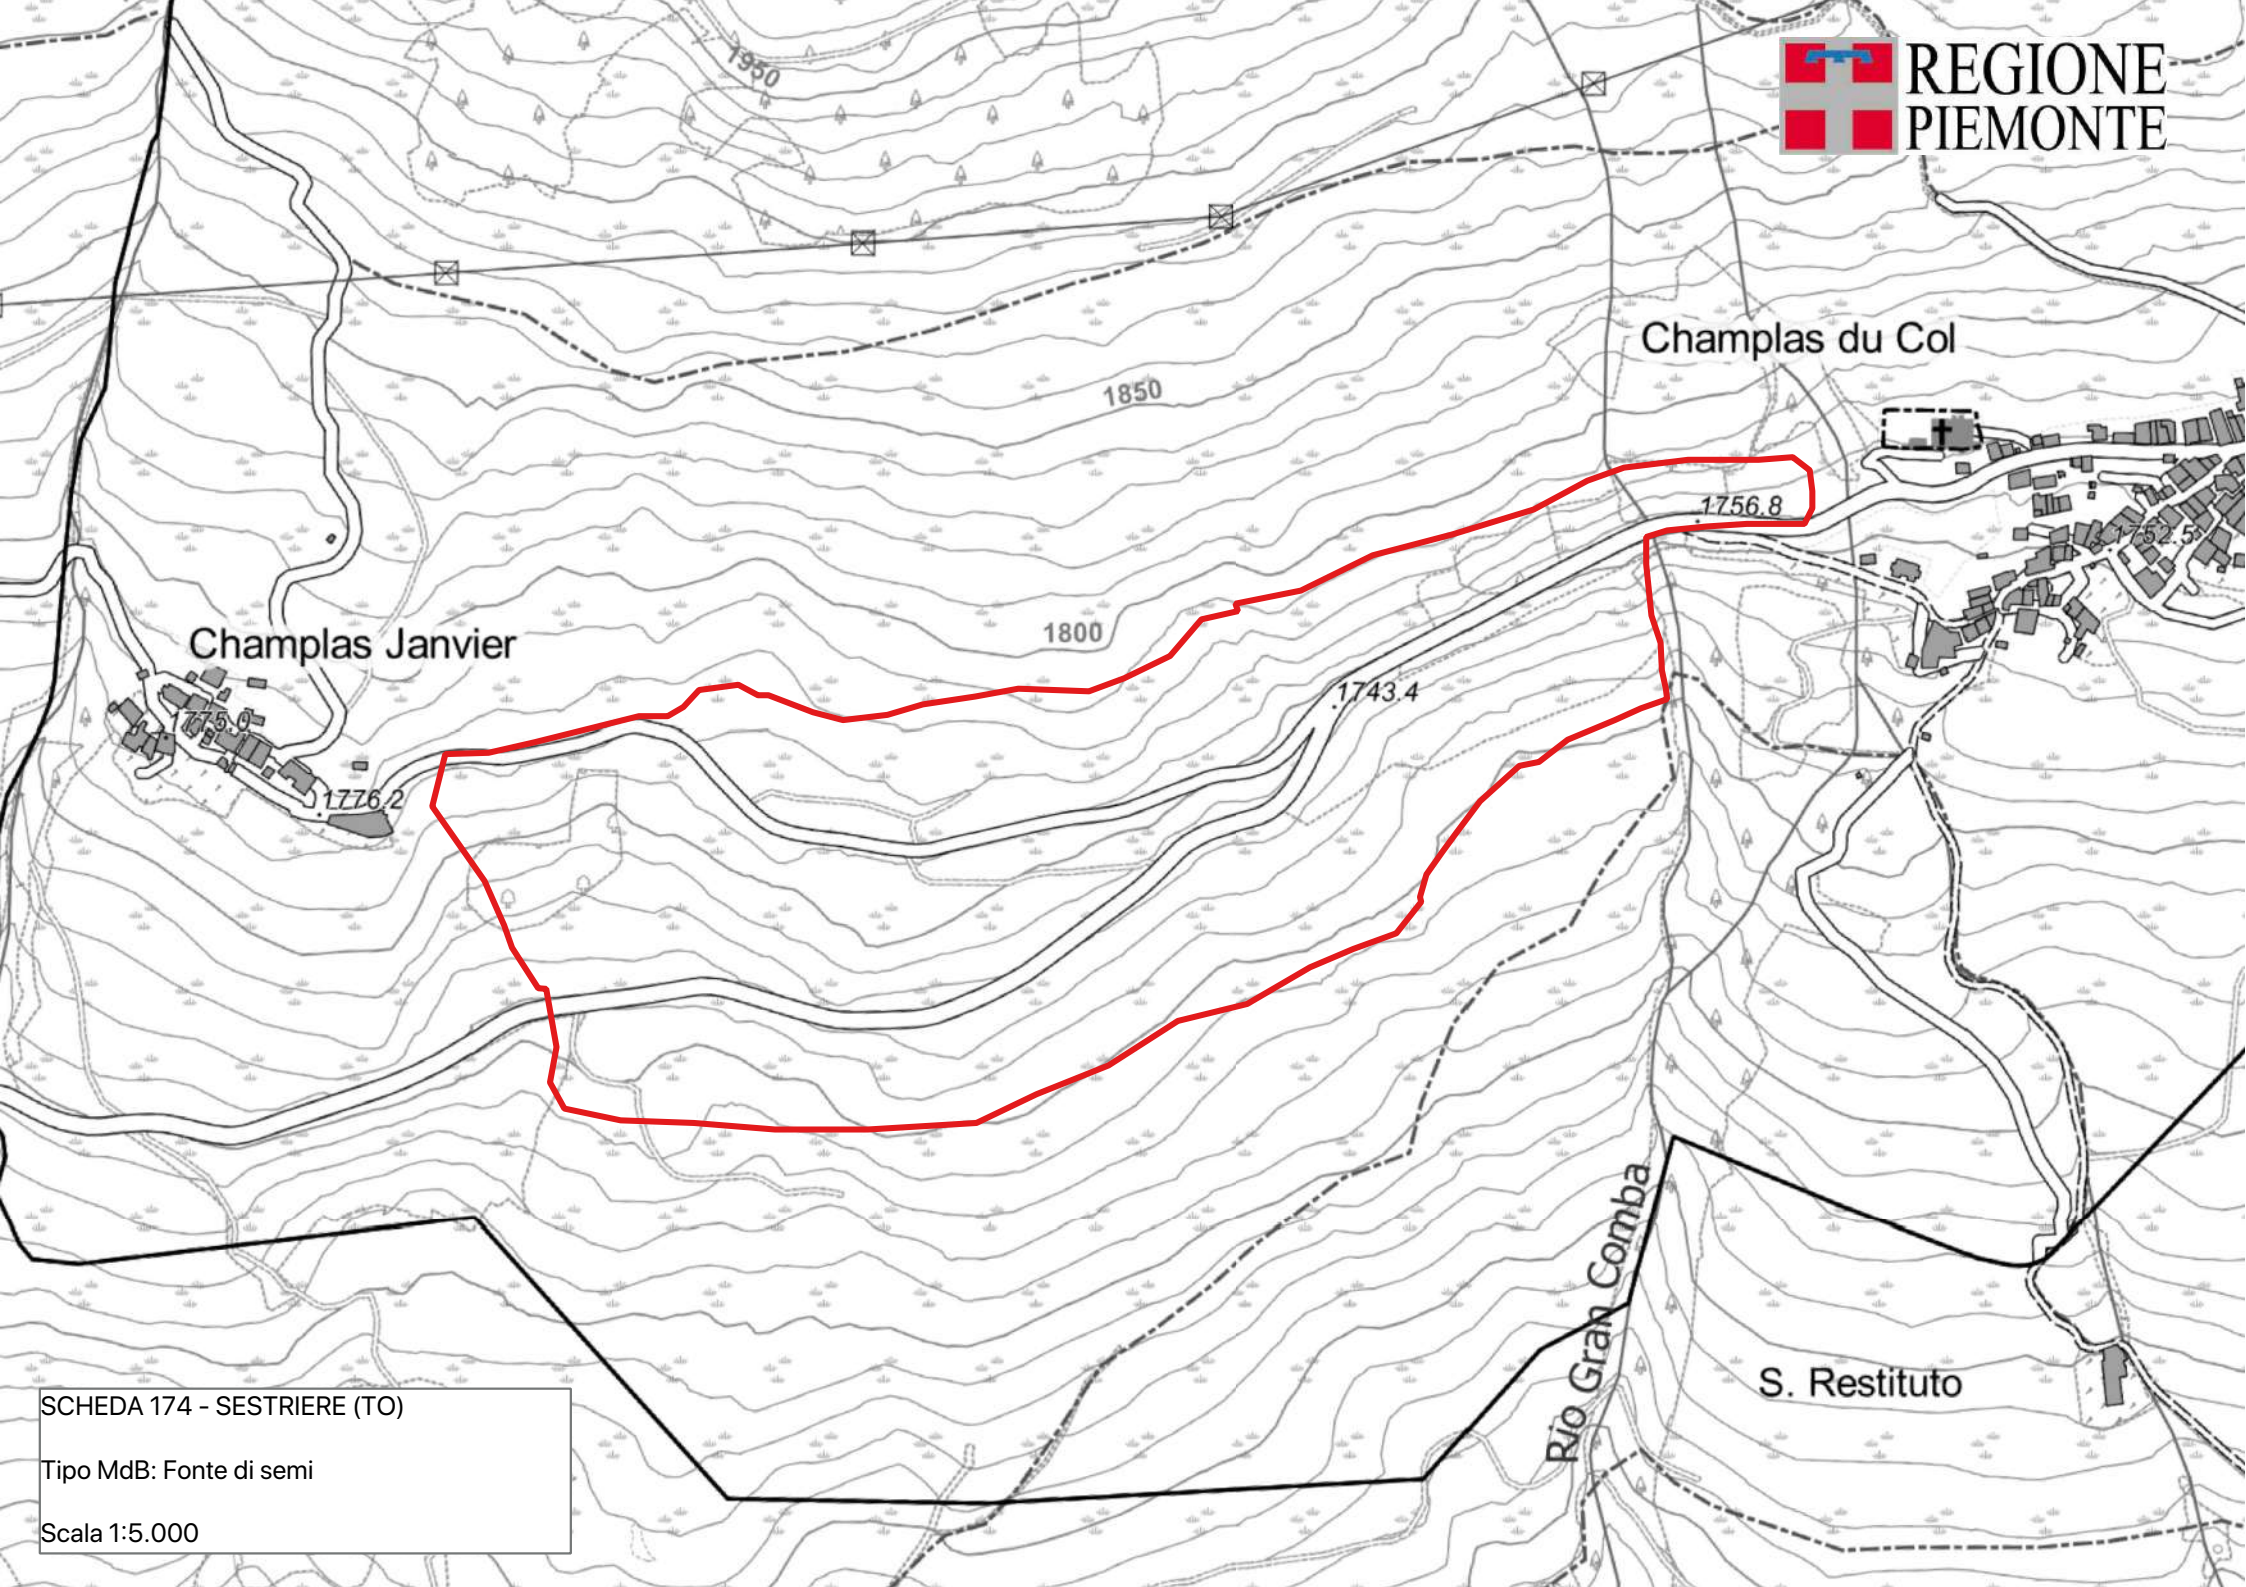 1950
REGIONE
PIEMONTE
Champlas du Col
1850
1756.8
1752.5
1800
Champlas Janvier
1743.4
1775.0
1776.2
Rio Gran Comba
S. Restituto
SCHEDA 174 - SESTRIERE (TO)
Tipo MdB: Fonte di semi
Scala 1:5.000